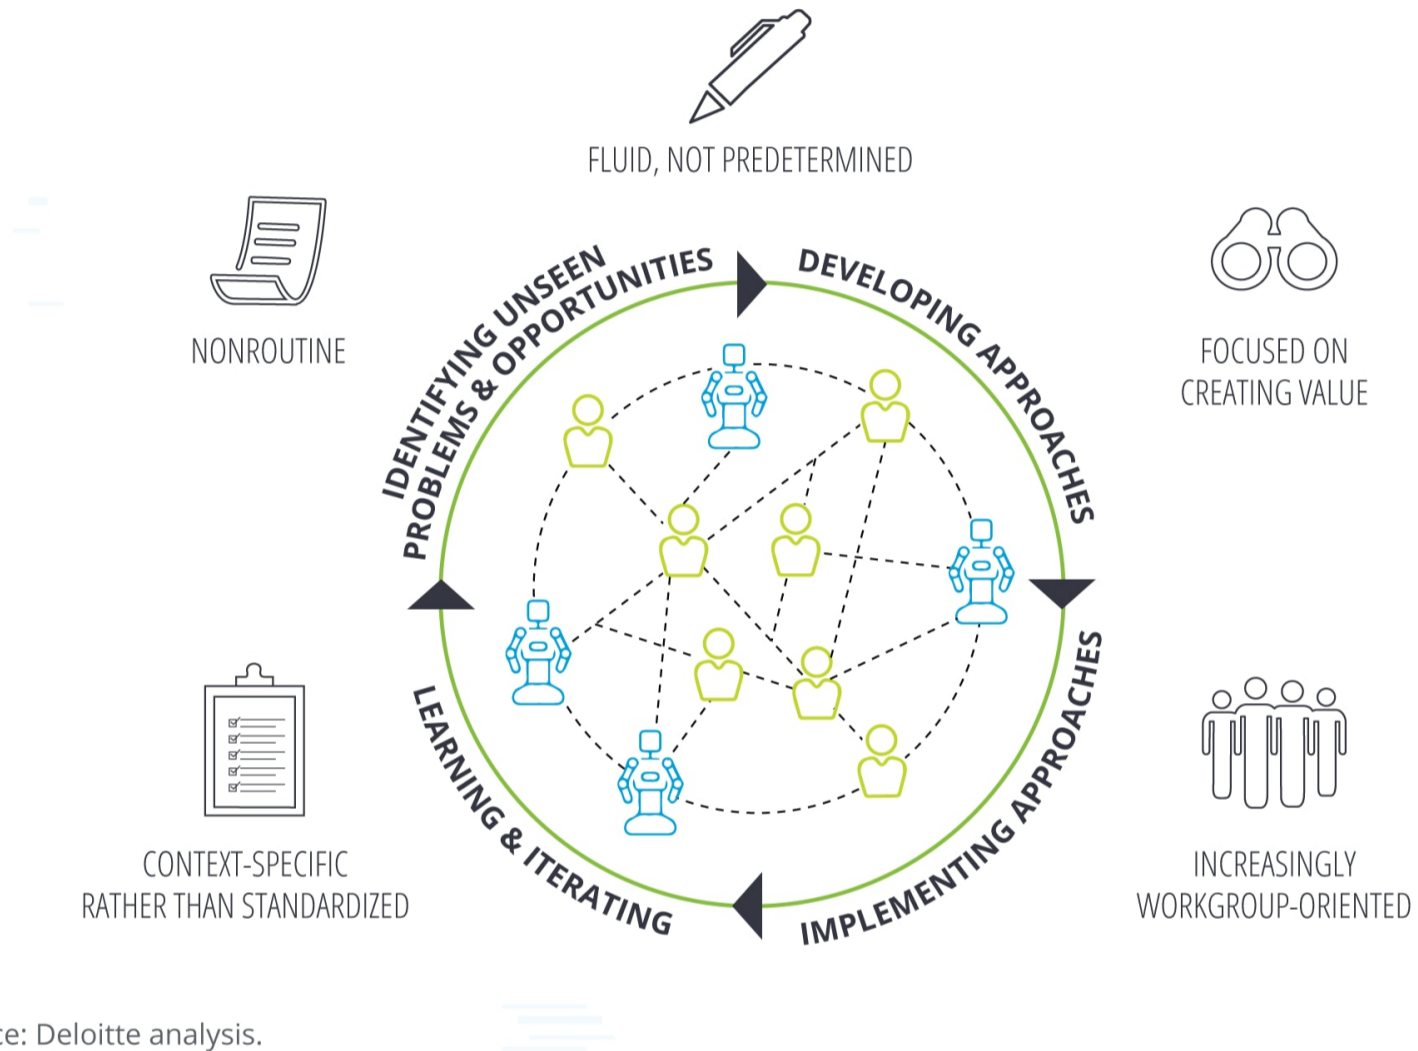 FLUID, NOT PREDETERMINED
NONROUTINE
FOCUSED ON
CREATING VALUE
IDENTIFYING UNSEEN
PROBLEMS & OPPORTUNITIES
DEVELOPING APPROACHES
IMPLEMENTING APPROACHES
LEARNING & ITERATING
CONTEXT-SPECIFIC
RATHER THAN STANDARDIZED
INCREASINGLY
WORKGROUP-ORIENTED
ce: Deloitte analysis.